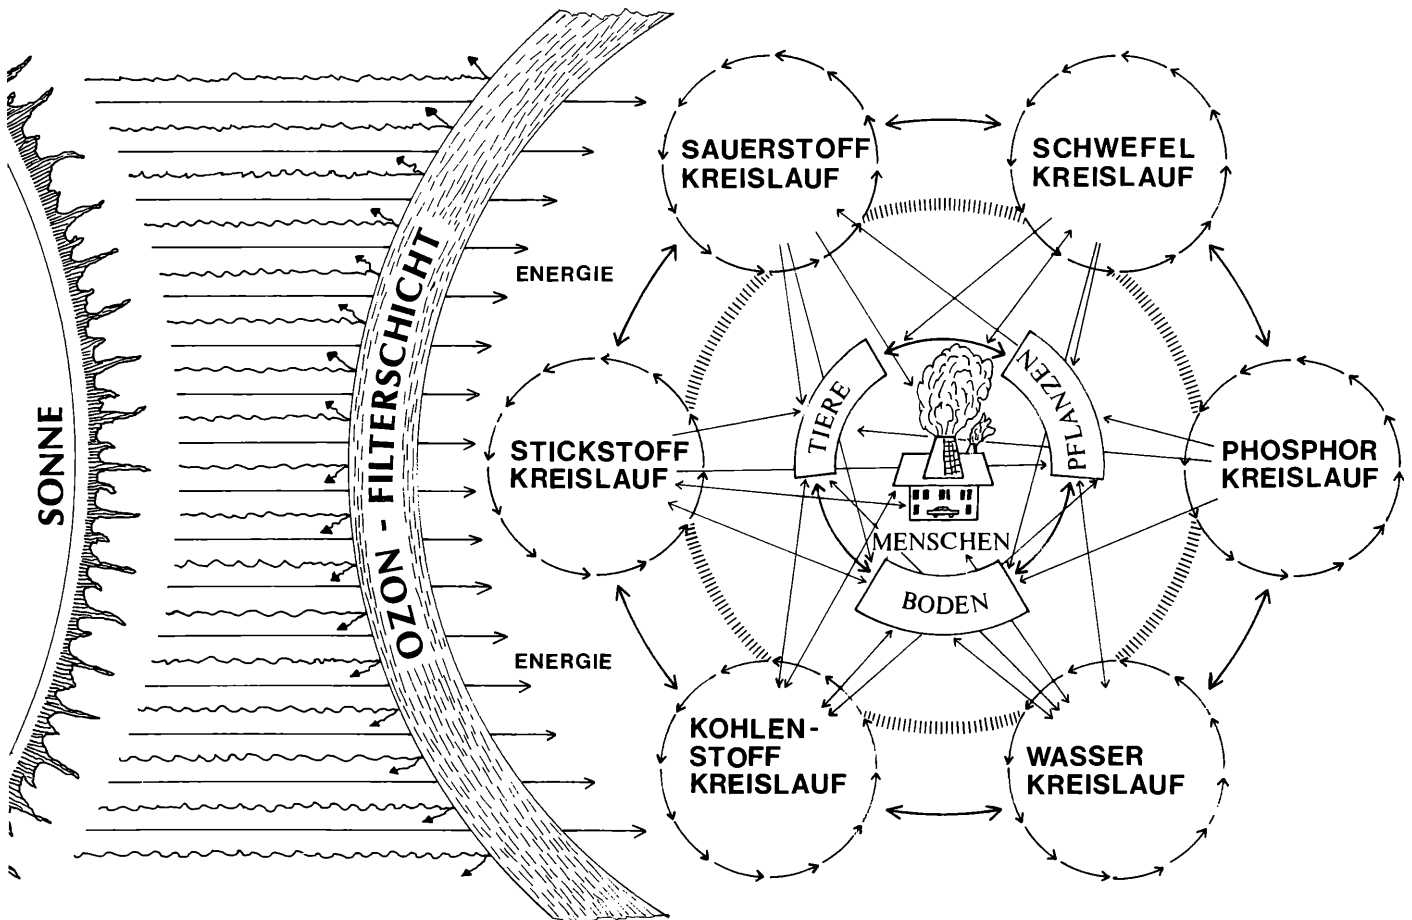 SONNE
OZON - FILTERSCHICHT
ENERGIE
ENERGIE
SAUERSTOFF
KREISLAUF
SCHWEFEL
KREISLAUF
STICKSTOFF
KREISLAUF
TIERE
PFLANZEN
MENSCHEN
BODEN
PHOSPHOR
KREISLAUF
KOHLEN-
STOFF
KREISLAUF
WASSER
KREISLAUF